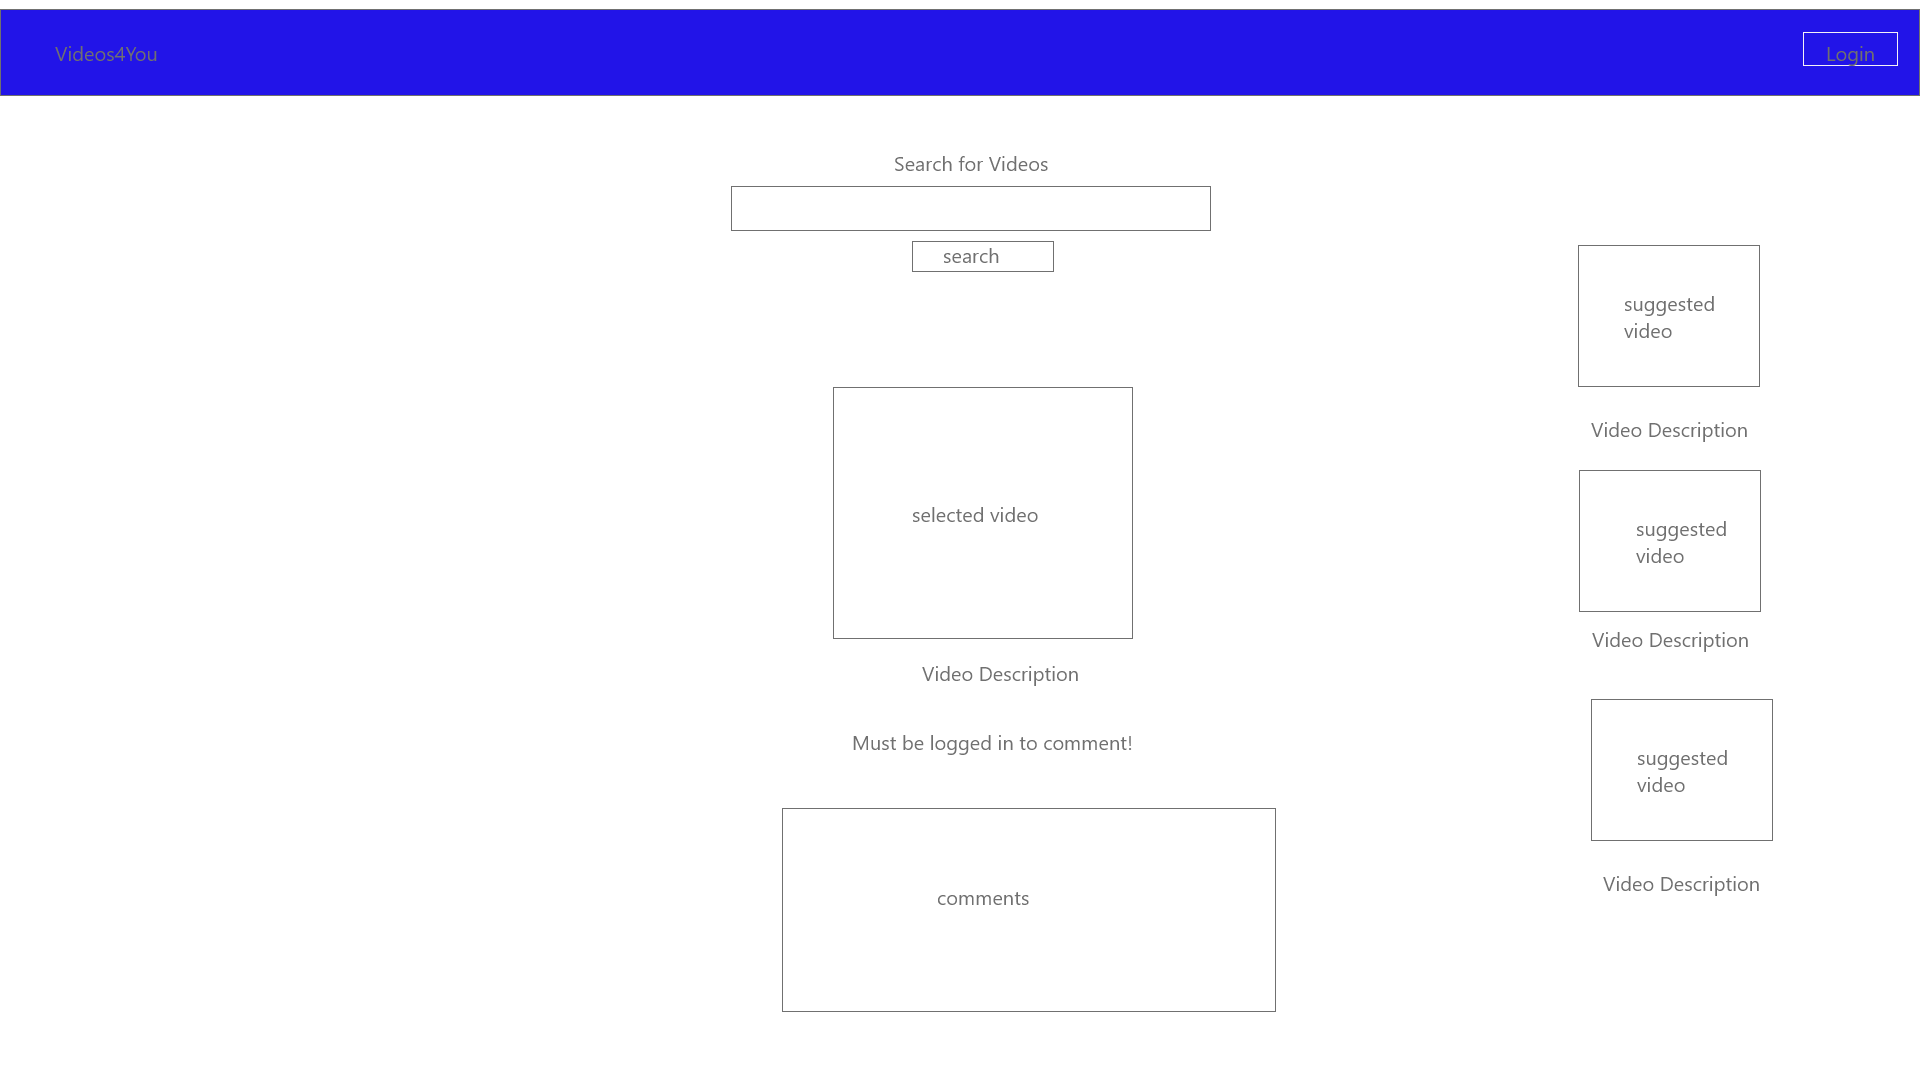 Videos4You
Login
Search for Videos
search
selected video
Video Description
Must be logged in to comment!
comments
suggested
video
Video Description
suggested
video
Video Description
suggested
video
Video Description